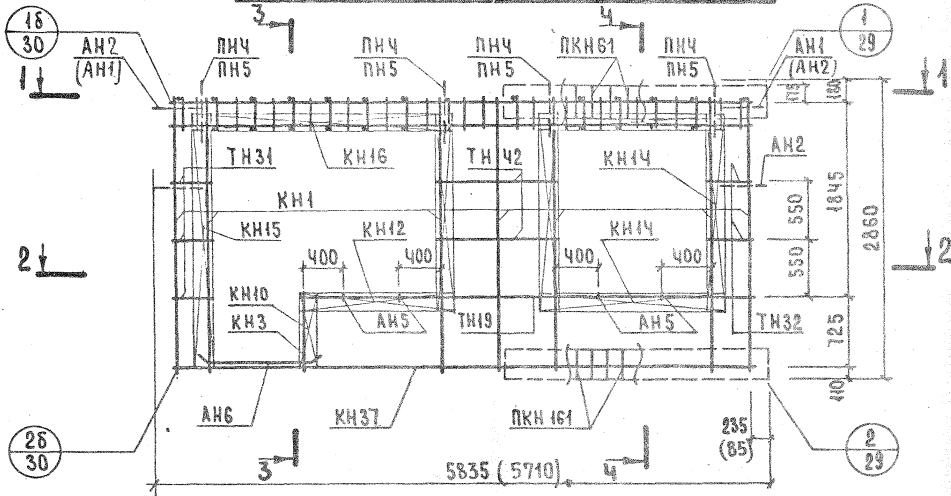 3
4
1б
30
АН2
(АН1)
ПН4
ПН5
ПН4
ПН5
ПН4
ПН5
ПКН61
ПН4
ПН5
АН1
(АН2)
1
29
1
1
175
180
ТН31
КН16
ТН42
КН14
АН2
КН1
КН15
КН12
КН14
550
1845
2860
2
400
400
400
400
550
2
КН10
КН3
АН5
ТН19
АН5
ТН32
725
АН6
КН37
ПКН161
110
2б
30
235
(85)
2
29
3
5835 (5710)
4